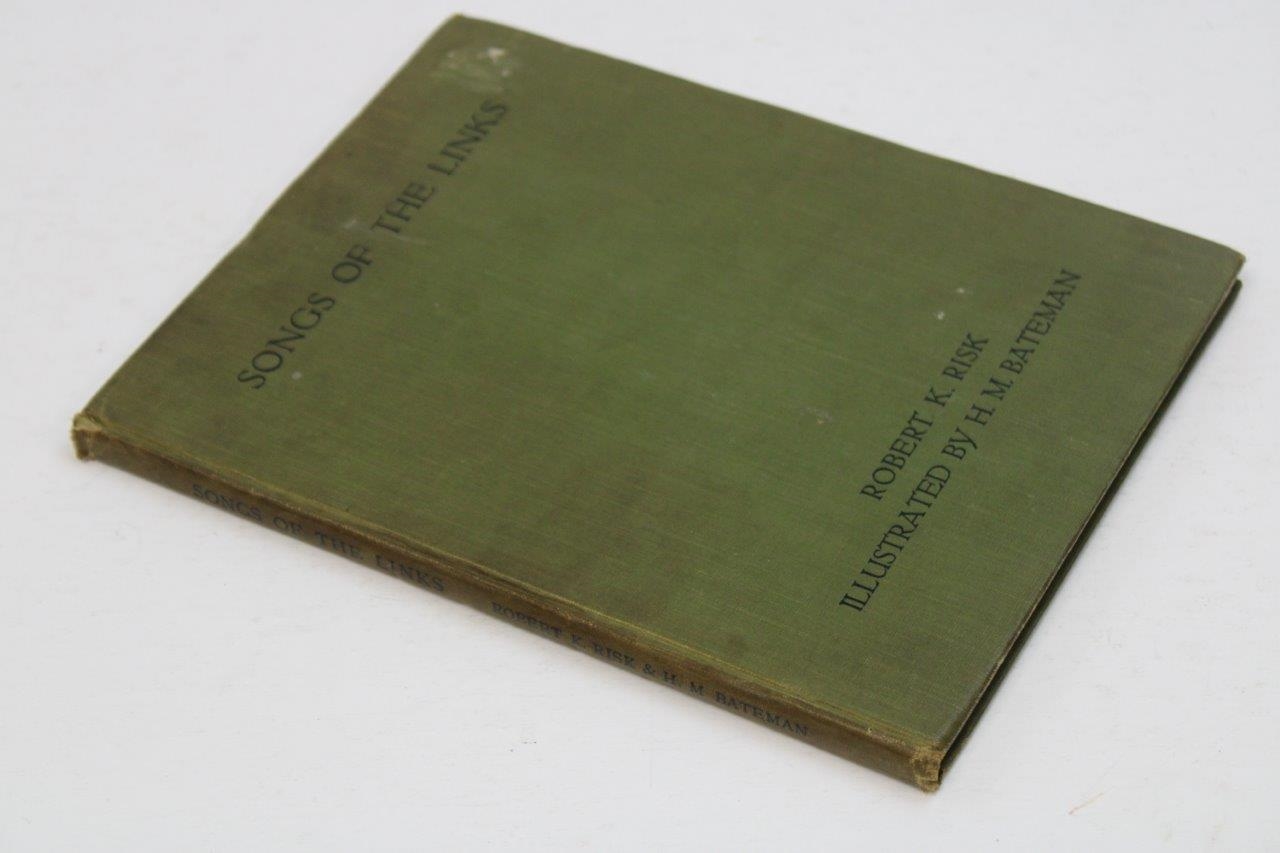 SONGS OF THE LINKS
ROBERT K. RISK
ILLUSTRATED By H. M. BATEMAN
SONGS OF THE LINKS ROBERT K. RISK & H. M. BATEMAN